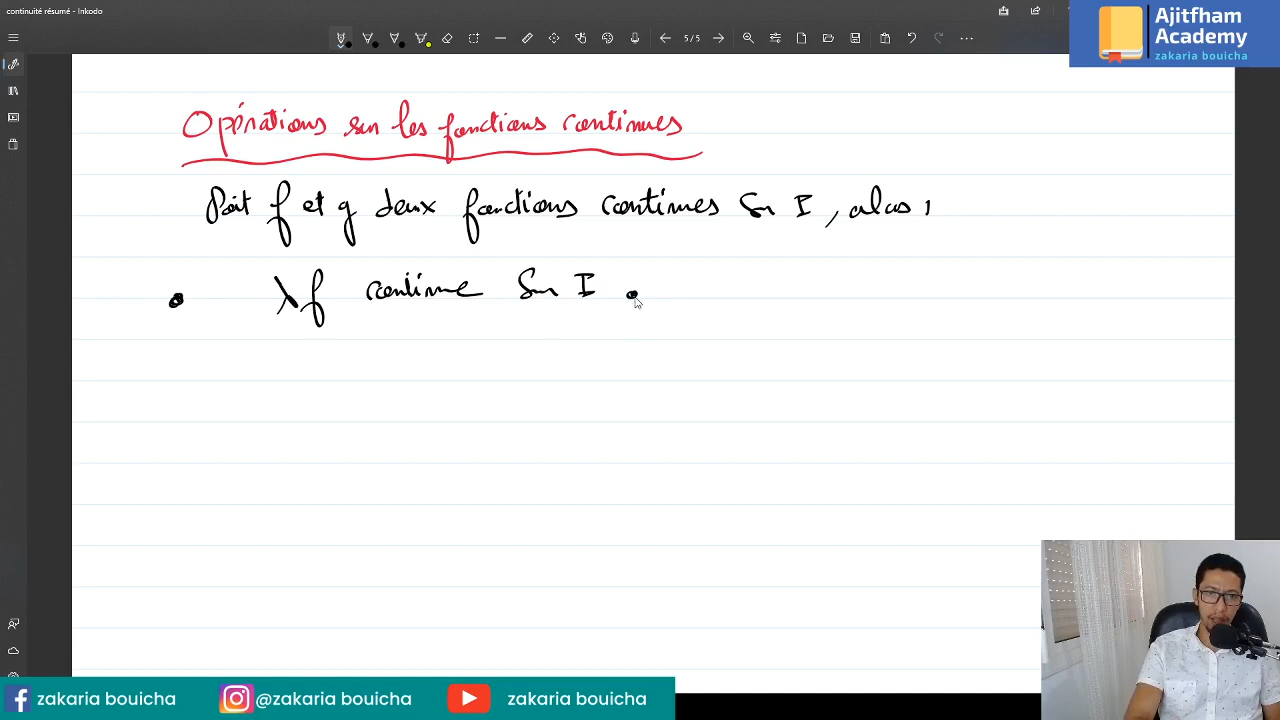 continuité résumé - Inkodo
5/5
Ajitfham
Academy
zakaria bouicha
Opérations sur les fonctions continues
Soit f et g deux fonctions continues sur I, alors :
• λf continue sur I .
zakaria bouicha
@zakaria bouicha
zakaria bouicha